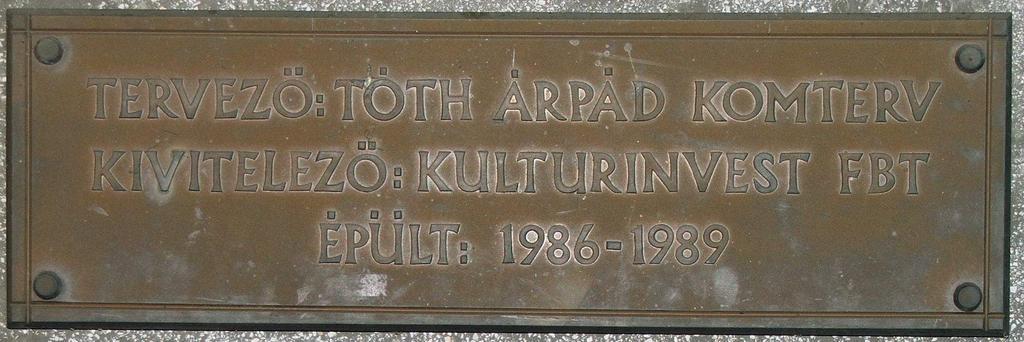 TERVEZŐ: TÓTH ÁRPÁD KOMTERV
KIVITELEZŐ: KULTURINVEST FBT
ÉPÜLT: 1986-1989